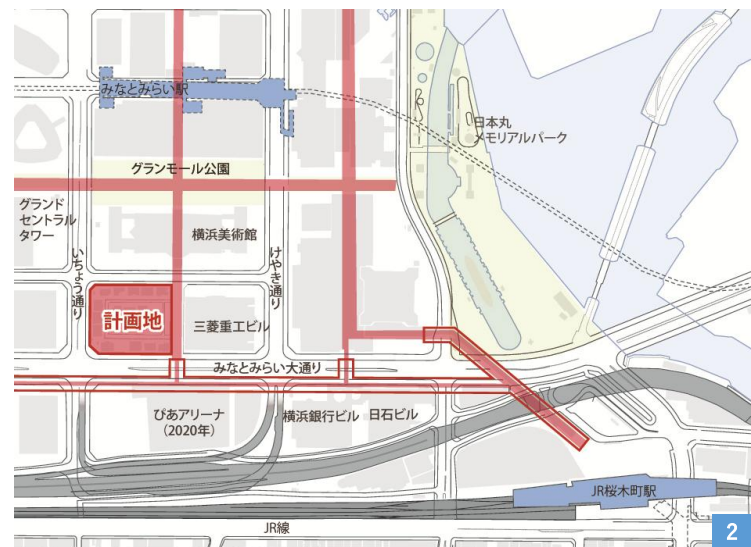 みなとみらい駅
日本丸
メモリアルパーク
グランモール公園
グランド
セントラル
タワー
横浜美術館
いちょう通り
けやき通り
計画地
三菱重工ビル
みなとみらい大通り
ぴあアリーナ
(2020年)
横浜銀行ビル
日石ビル
JR桜木町駅
JR線
2